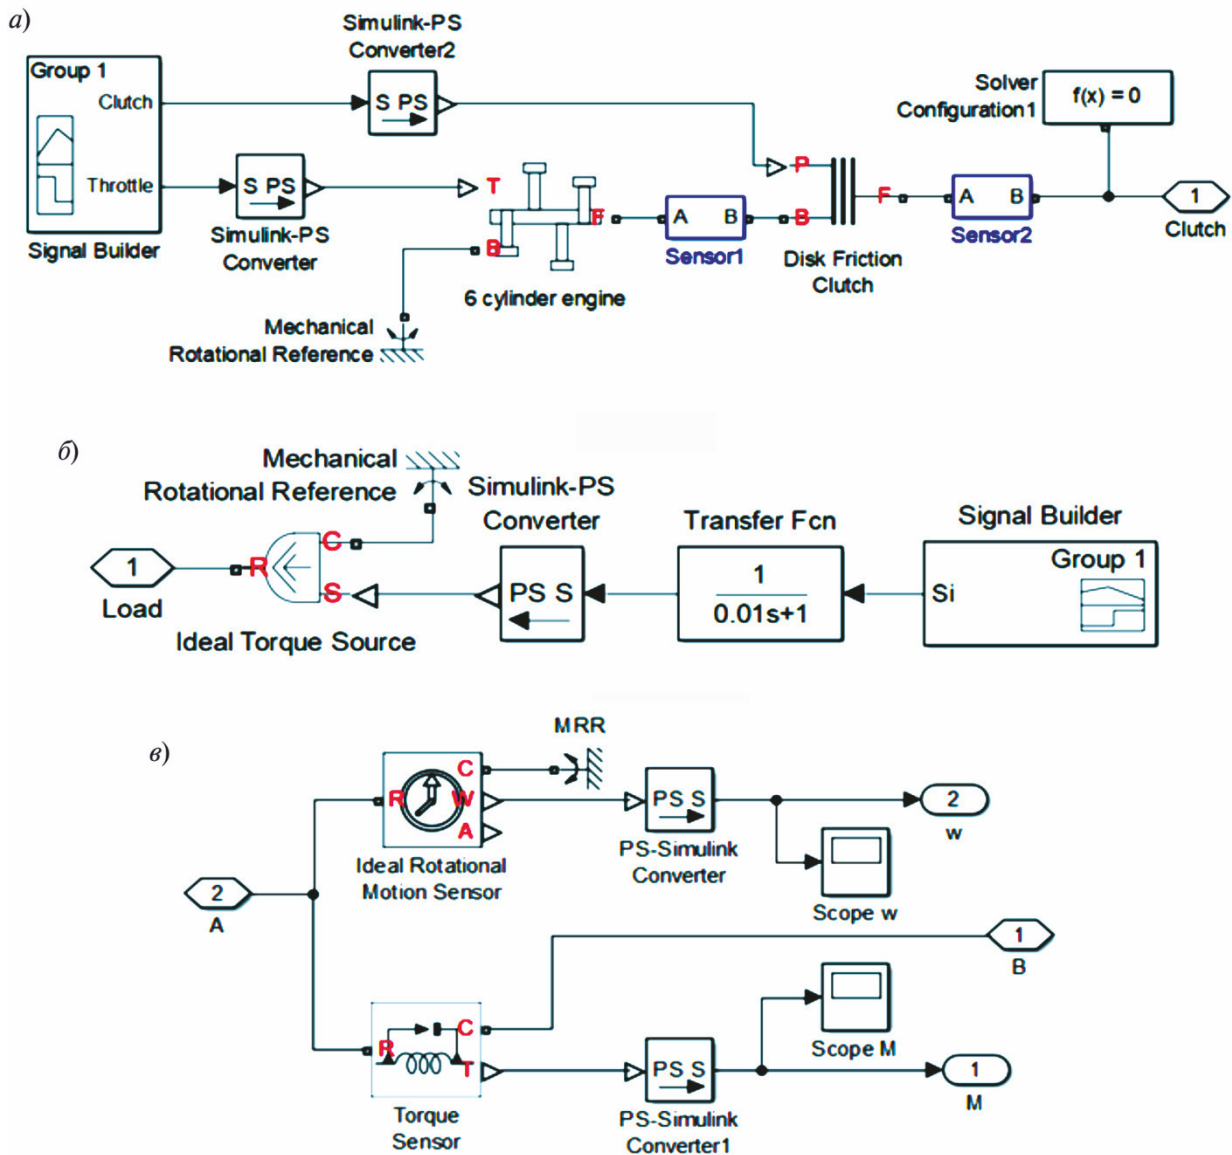 а)
Simulink-PS
Converter2
Group 1
Clutch
S PS
Solver
Configuration1
f(x) = 0
Throttle
S PS
T
P
F
A
B
B
F
A
B
1
Signal Builder
Simulink-PS
Converter
B
Sensor1
Disk Friction
Clutch
Sensor2
Clutch
6 cylinder engine
Mechanical
Rotational Reference
б)
Mechanical
Rotational Reference
Simulink-PS
Converter
Transfer Fcn
Signal Builder
C
1
R
S
PS S
1
0.01s+1
Si
Group 1
Load
Ideal Torque Source
в)
MRR
C
R
W
A
PS S
2
w
Ideal Rotational
Motion Sensor
PS-Simulink
Converter
Scope w
2
A
1
B
C
R
T
PS S
Scope M
1
M
Torque
Sensor
PS-Simulink
Converter1